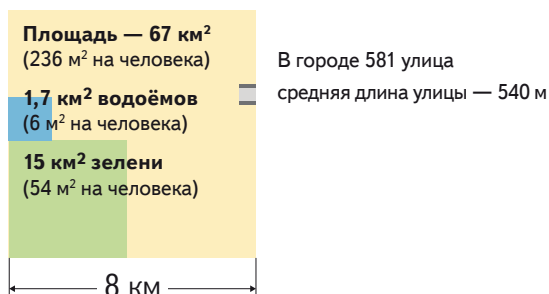 Площадь — 67 км²
(236 м² на человека)
1,7 км² водоёмов
(6 м² на человека)
15 км² зелени
(54 м² на человека)
В городе 581 улица
средняя длина улицы — 540 м
8 км